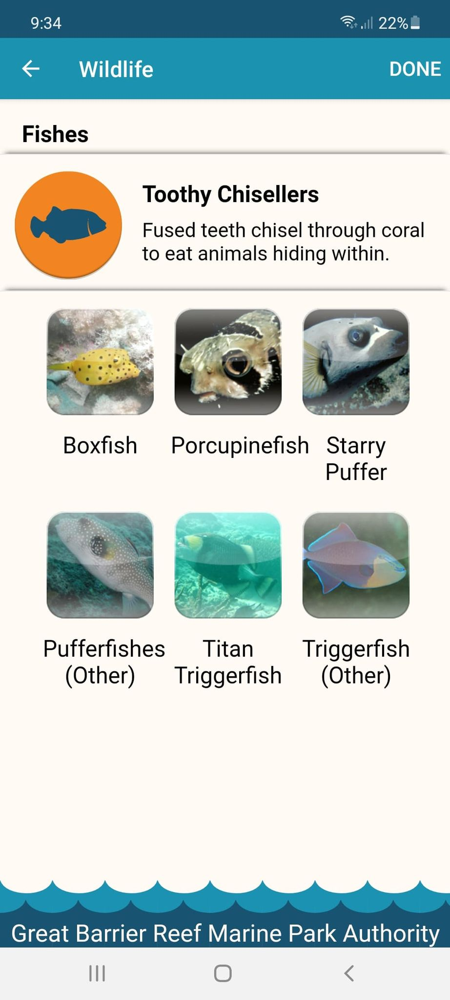 9:34
22%
Wildlife
DONE
Fishes
Toothy Chisellers
Fused teeth chisel through coral
to eat animals hiding within.
Boxfish
Porcupinefish
Starry
Puffer
Pufferfishes
(Other)
Titan
Triggerfish
Triggerfish
(Other)
Great Barrier Reef Marine Park Authority